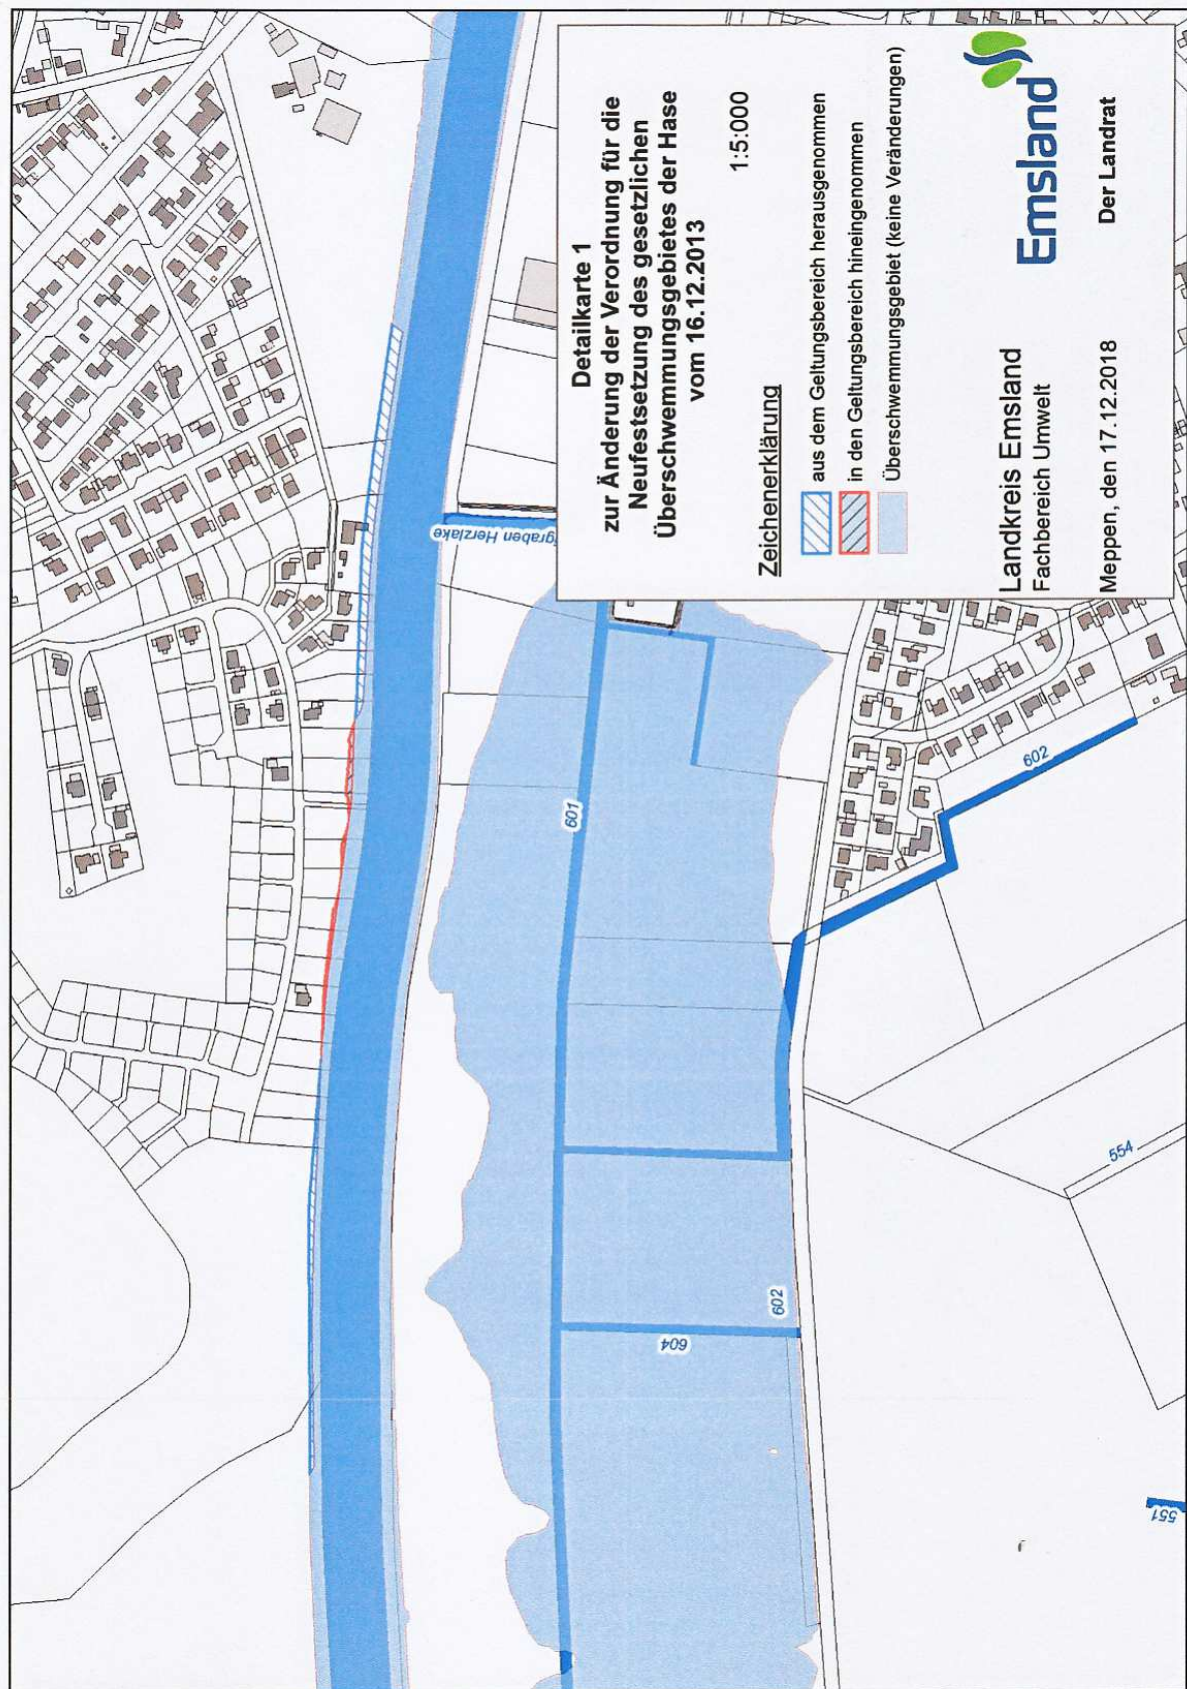 Detailkarte 1
zur Änderung der Verordnung für die
Neufestsetzung des gesetzlichen
Überschwemmungsgebietes der Hase
vom 16.12.2013
1:5:000
Zeichenerklärung
aus dem Geltungsbereich herausgenommen
in den Geltungsbereich hineingenommen
Überschwemmungsgebiet (keine Veränderungen)
Landkreis Emsland
Fachbereich Umwelt
Emsland
Meppen, den 17.12.2018
Der Landrat
graben Herzlake
601
602
602
604
554
551